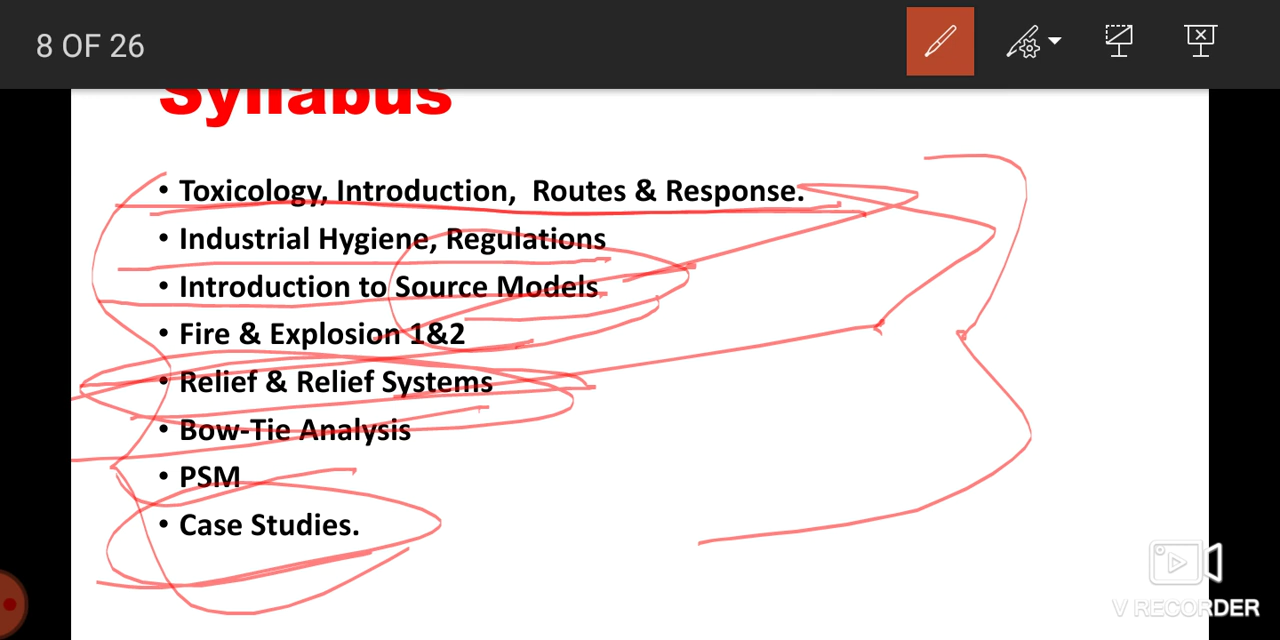 8 OF 26
Syllabus
• Toxicology, Introduction, Routes & Response.
• Industrial Hygiene, Regulations
• Introduction to Source Models
• Fire & Explosion 1&2
• Relief & Relief Systems
• Bow-Tie Analysis
• PSM
• Case Studies.
V RECORDER